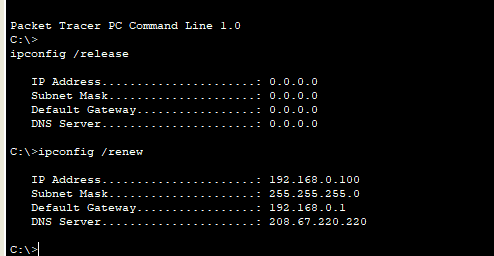 Packet Tracer PC Command Line 1.0
C:\>
ipconfig /release
IP Address......................: 0.0.0.0
Subnet Mask.....................: 0.0.0.0
Default Gateway.................: 0.0.0.0
DNS Server......................: 0.0.0.0
C:\>ipconfig /renew
IP Address......................: 192.168.0.100
Subnet Mask.....................: 255.255.255.0
Default Gateway.................: 192.168.0.1
DNS Server......................: 208.67.220.220
C:\>